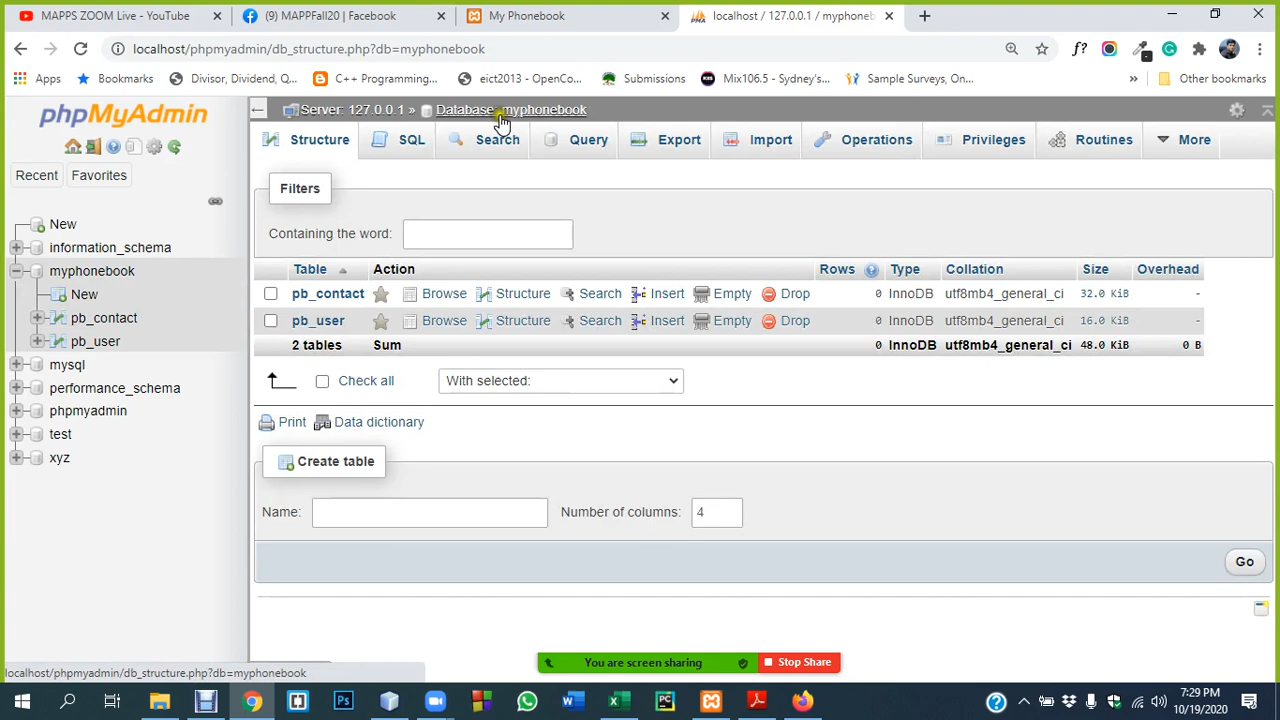 MAPPS ZOOM Live - YouTube
(9) MAPPFall20 | Facebook
My Phonebook
localhost / 127.0.0.1 / myphoneb
localhost/phpmyadmin/db_structure.php?db=myphonebook
Apps
Bookmarks
Divisor, Dividend, Q...
C++ Programming...
eict2013 - OpenCo...
Submissions
Mix106.5 - Sydney's...
Sample Surveys, On...
Other bookmarks
phpMyAdmin
Recent
Favorites
New
information_schema
myphonebook
New
pb_contact
pb_user
mysql
performance_schema
phpmyadmin
test
xyz
Server: 127.0.0.1 » Database: myphonebook
Structure
SQL
Search
Query
Export
Import
Operations
Privileges
Routines
More
Filters
Containing the word:
Table Action Rows Type Collation Size Overhead
pb_contact Browse Structure Search Insert Empty Drop 0 InnoDB utf8mb4_general_ci 32.0 KiB -
pb_user Browse Structure Search Insert Empty Drop 0 InnoDB utf8mb4_general_ci 16.0 KiB -
2 tables Sum 0 InnoDB utf8mb4_general_ci 48.0 KiB 0 B
Check all
With selected:
Print
Data dictionary
Create table
Name:
Number of columns: 4
Go
You are screen sharing
Stop Share
localhost/phpmyadmin/db_structure.php?db=myphonebook
7:29 PM
10/19/2020